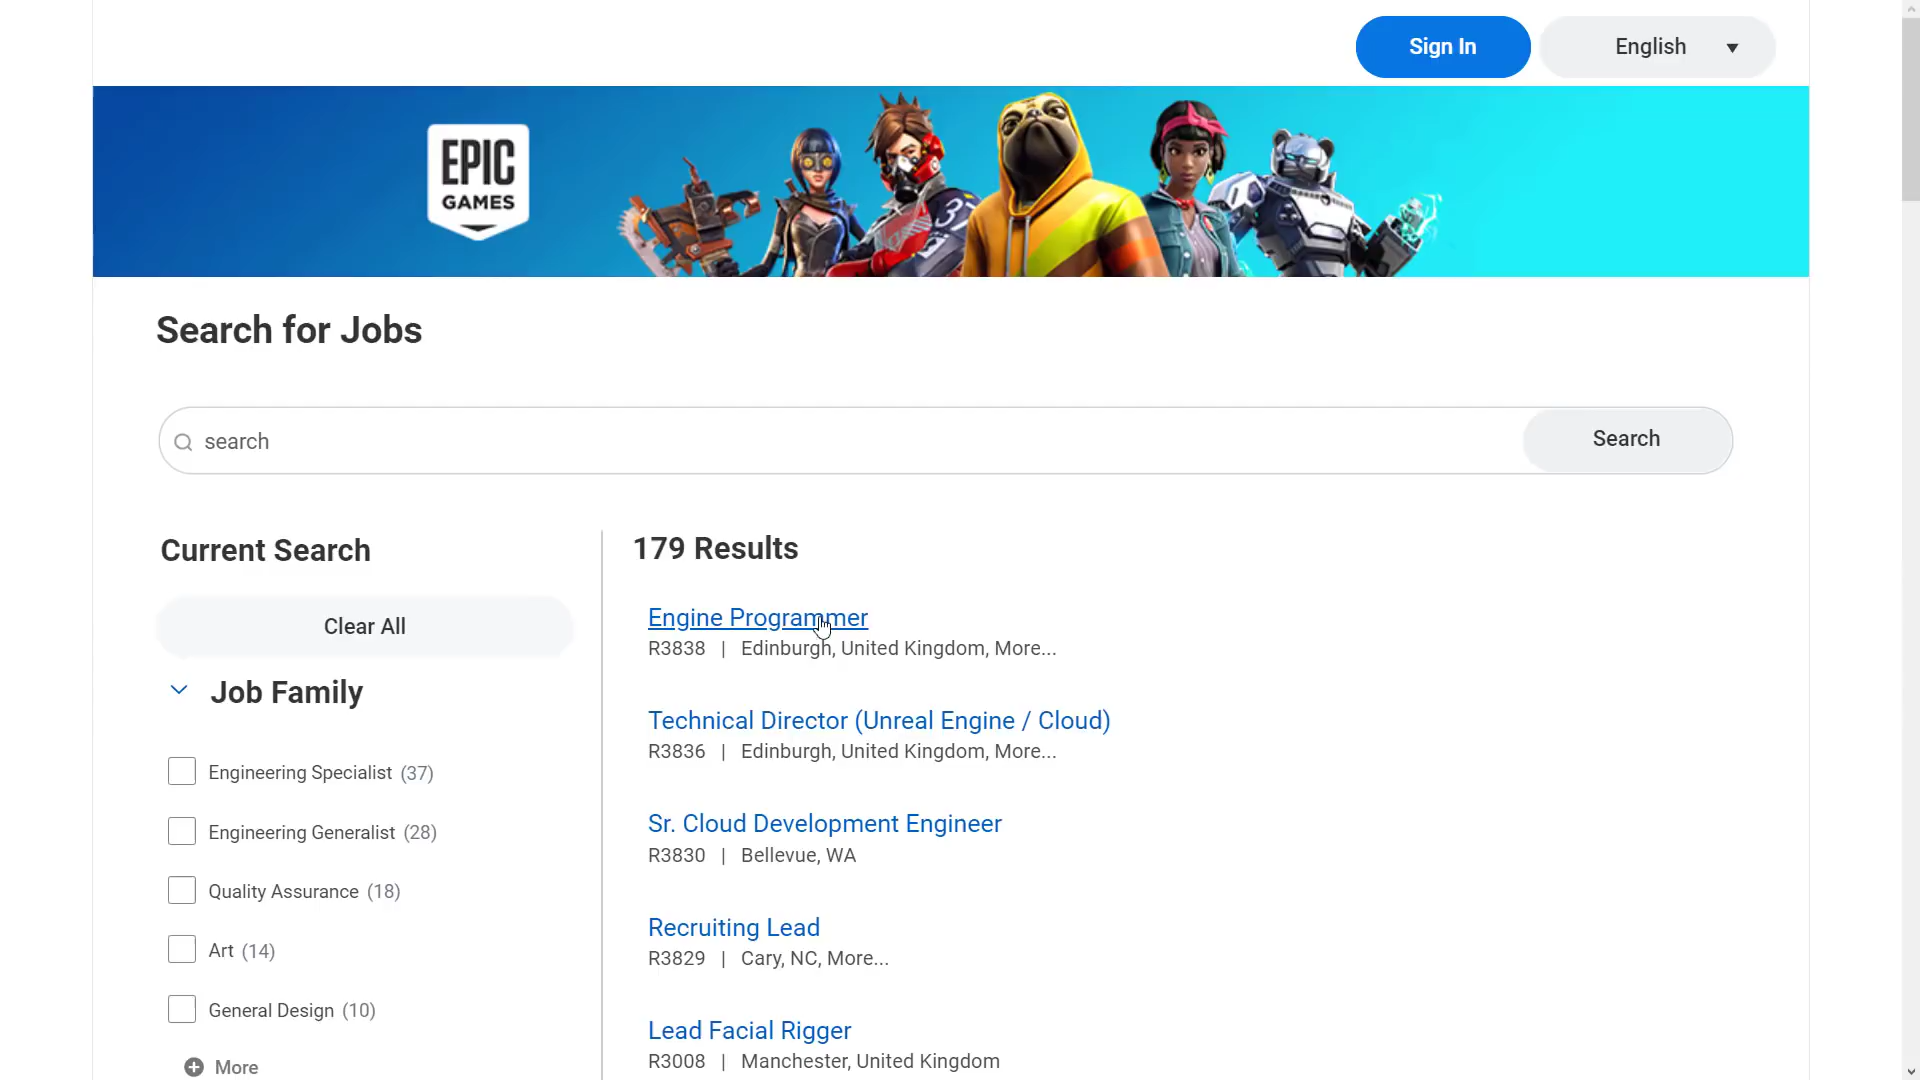 Sign In
English
EPIC
GAMES
37
Search for Jobs
search
Search
Current Search
Clear All
Job Family
Engineering Specialist (37)
Engineering Generalist (28)
Quality Assurance (18)
Art (14)
General Design (10)
More
179 Results
Engine Programmer
R3838 | Edinburgh, United Kingdom, More...
Technical Director (Unreal Engine / Cloud)
R3836 | Edinburgh, United Kingdom, More...
Sr. Cloud Development Engineer
R3830 | Bellevue, WA
Recruiting Lead
R3829 | Cary, NC, More...
Lead Facial Rigger
R3008 | Manchester, United Kingdom